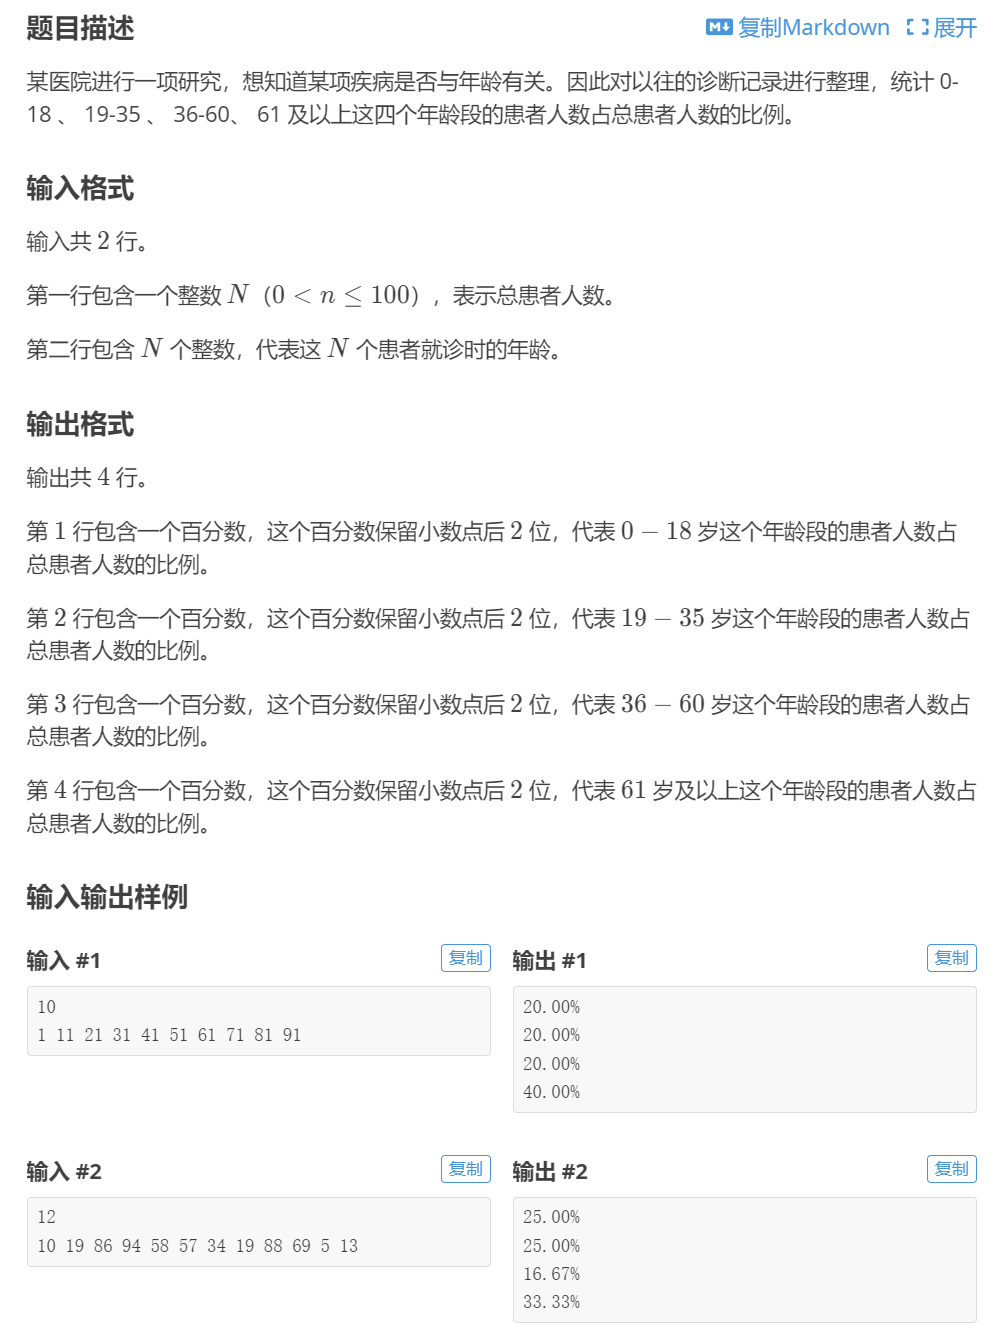 题目描述
M↓ 复制Markdown 展开
某医院进行一项研究，想知道某项疾病是否与年龄有关。因此对以往的诊断记录进行整理，统计 0-
18 、 19-35 、 36-60、 61 及以上这四个年龄段的患者人数占总患者人数的比例。
输入格式
输入共 2 行。
第一行包含一个整数 N（0 < n ≤ 100），表示总患者人数。
第二行包含 N 个整数，代表这 N 个患者就诊时的年龄。
输出格式
输出共 4 行。
第 1 行包含一个百分数，这个百分数保留小数点后 2 位，代表 0 − 18 岁这个年龄段的患者人数占
总患者人数的比例。
第 2 行包含一个百分数，这个百分数保留小数点后 2 位，代表 19 − 35 岁这个年龄段的患者人数占
总患者人数的比例。
第 3 行包含一个百分数，这个百分数保留小数点后 2 位，代表 36 − 60 岁这个年龄段的患者人数占
总患者人数的比例。
第 4 行包含一个百分数，这个百分数保留小数点后 2 位，代表 61 岁及以上这个年龄段的患者人数占
总患者人数的比例。
输入输出样例
输入 #1 复制
10
1 11 21 31 41 51 61 71 81 91
输出 #1 复制
20.00%
20.00%
20.00%
40.00%
输入 #2 复制
12
10 19 86 94 58 57 34 19 88 69 5 13
输出 #2 复制
25.00%
25.00%
16.67%
33.33%